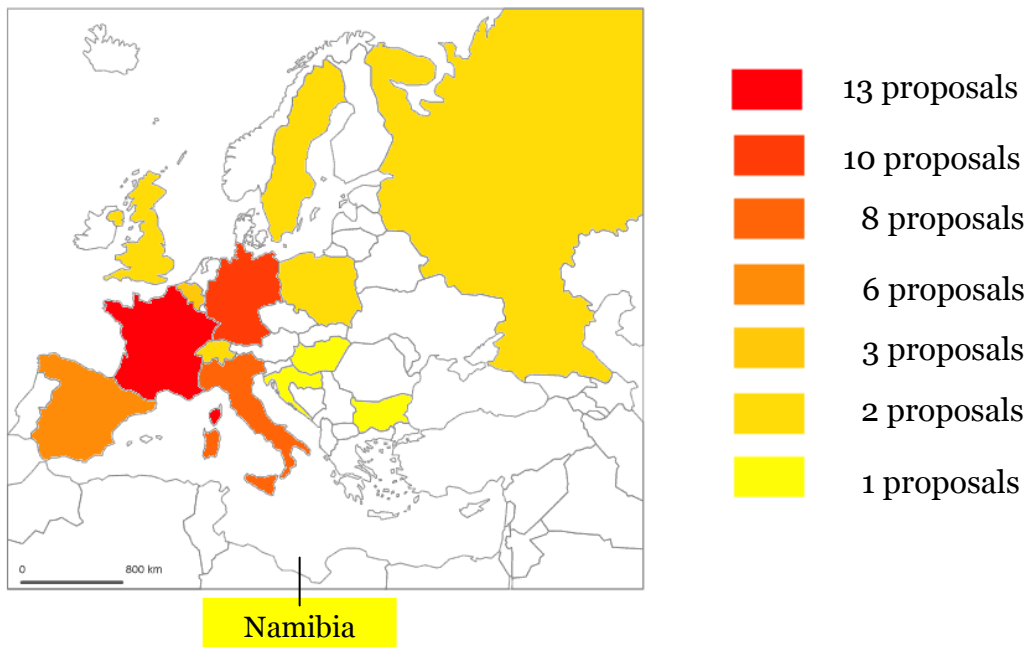 13 proposals
10 proposals
8 proposals
6 proposals
3 proposals
2 proposals
1 proposals
0 800 km
Namibia